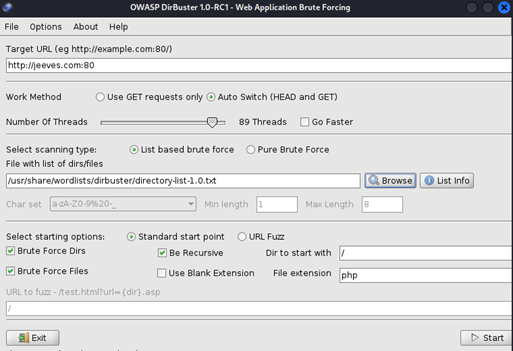 OWASP DirBuster 1.0-RC1 - Web Application Brute Forcing
File Options About Help
Target URL (eg http://example.com:80/)
http://jeeves.com:80
Work Method Use GET requests only Auto Switch (HEAD and GET)
Number Of Threads 89 Threads Go Faster
Select scanning type: List based brute force Pure Brute Force
File with list of dirs/files
/usr/share/wordlists/dirbuster/directory-list-1.0.txt Browse List Info
Char set a-zA-Z0-9%20-_ Min length 1 Max Length 8
Select starting options: Standard start point URL Fuzz
Brute Force Dirs Be Recursive Dir to start with /
Brute Force Files Use Blank Extension File extension php
URL to fuzz - /test.html?url={dir}.asp
/
Exit Start